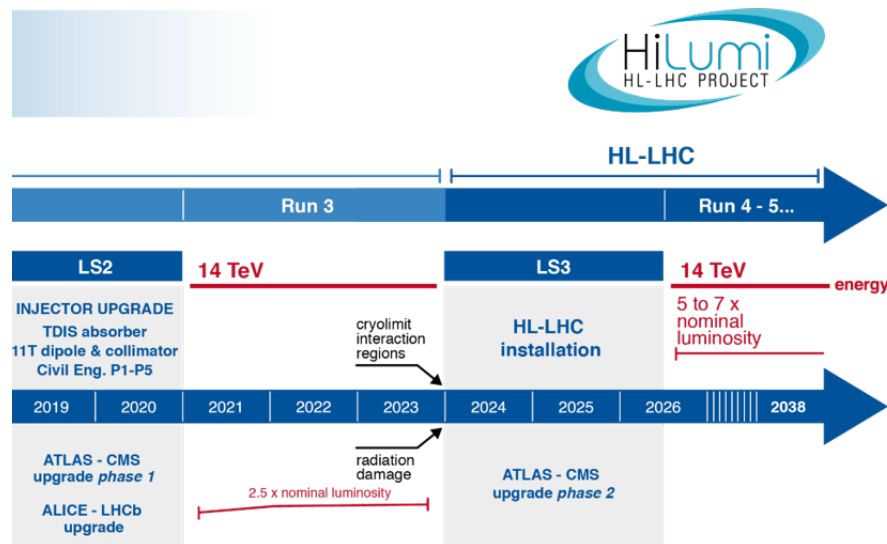 HiLumi
HL-LHC PROJECT
HL-LHC
Run 3
Run 4 - 5...
LS2
14 TeV
LS3
14 TeV
energy
INJECTOR UPGRADE
TDIS absorber
11T dipole & collimator
Civil Eng. P1-P5
cryolimit
interaction
regions
HL-LHC
installation
5 to 7 x
nominal
luminosity
2019
2020
2021
2022
2023
2024
2025
2026
2038
ATLAS - CMS
upgrade phase 1
ALICE - LHCb
upgrade
radiation
damage
2.5 x nominal luminosity
ATLAS - CMS
upgrade phase 2